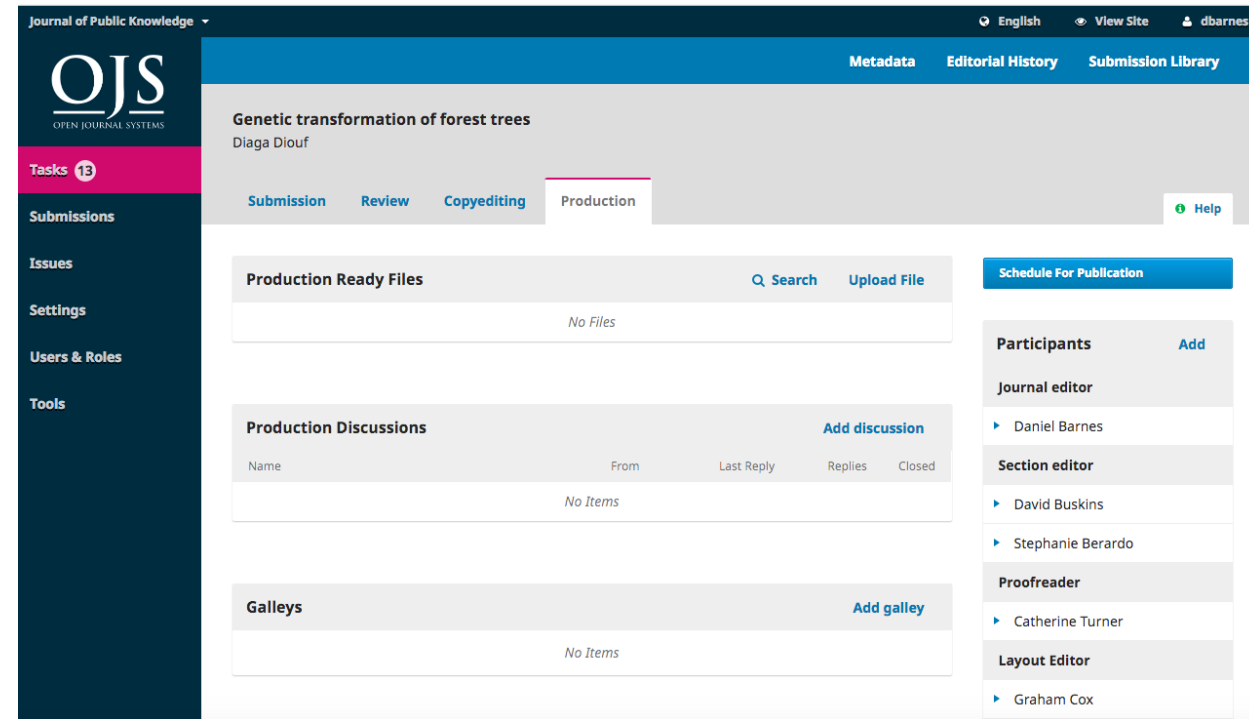 Journal of Public Knowledge
English View Site dbarnes
OJS
OPEN JOURNAL SYSTEMS
Metadata Editorial History Submission Library
Genetic transformation of forest trees
Diaga Diouf
Tasks 13
Submissions
Issues
Settings
Users & Roles
Tools
Submission Review Copyediting Production
Help
Production Ready Files Search Upload File
No Files
Production Discussions Add discussion
Name From Last Reply Replies Closed
No Items
Galleys Add galley
No Items
Schedule For Publication
Participants Add
Journal editor
Daniel Barnes
Section editor
David Buskins
Stephanie Berardo
Proofreader
Catherine Turner
Layout Editor
Graham Cox